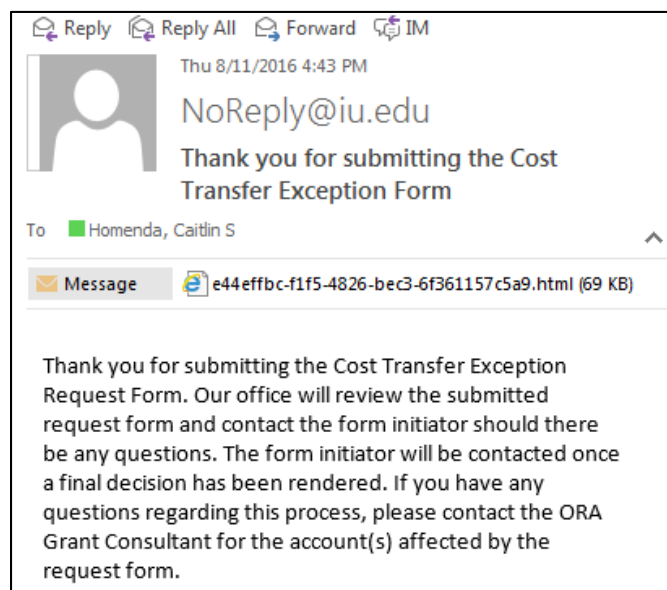 Reply Reply All Forward IM
Thu 8/11/2016 4:43 PM
NoReply@iu.edu
Thank you for submitting the Cost
Transfer Exception Form
To Homenda, Caitlin S
Message e44effbc-f1f5-4826-bec3-6f361157c5a9.html (69 KB)
Thank you for submitting the Cost Transfer Exception
Request Form. Our office will review the submitted
request form and contact the form initiator should there
be any questions. The form initiator will be contacted once
a final decision has been rendered. If you have any
questions regarding this process, please contact the ORA
Grant Consultant for the account(s) affected by the
request form.